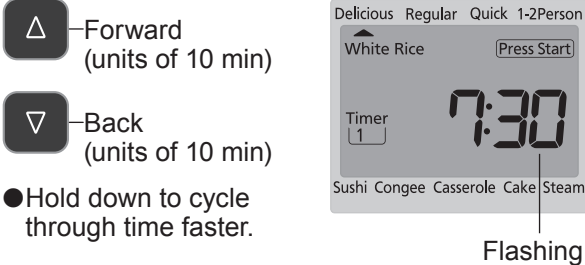 Forward
(units of 10 min)
Back
(units of 10 min)
●Hold down to cycle
through time faster.
Delicious Regular Quick 1-2Person
White Rice Press Start
Timer
1
7:30
Sushi Congee Casserole Cake Steam
Flashing